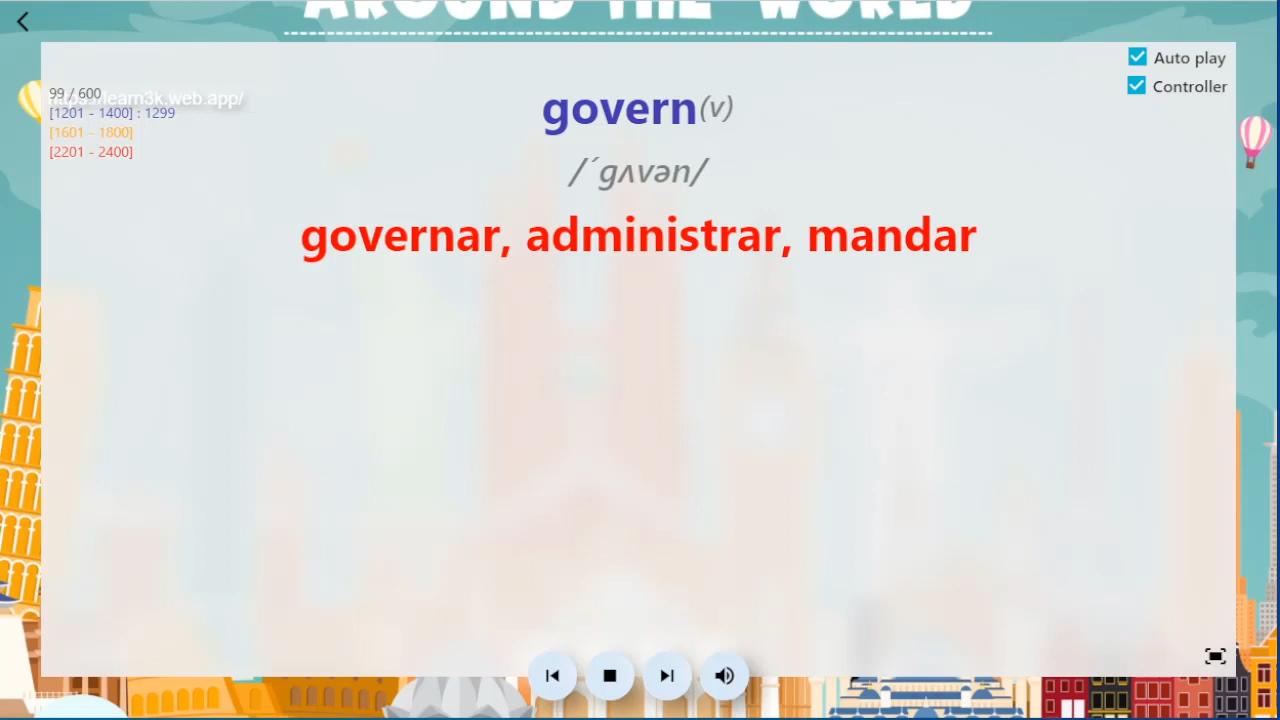 AROUND THE WORLD
Auto play
99 / 600
https://learn3k.web.app/
Controller
govern(v)
[1201 - 1400] : 1299
[1601 - 1800]
[2201 - 2400]
/´gʌvən/
governar, administrar, mandar